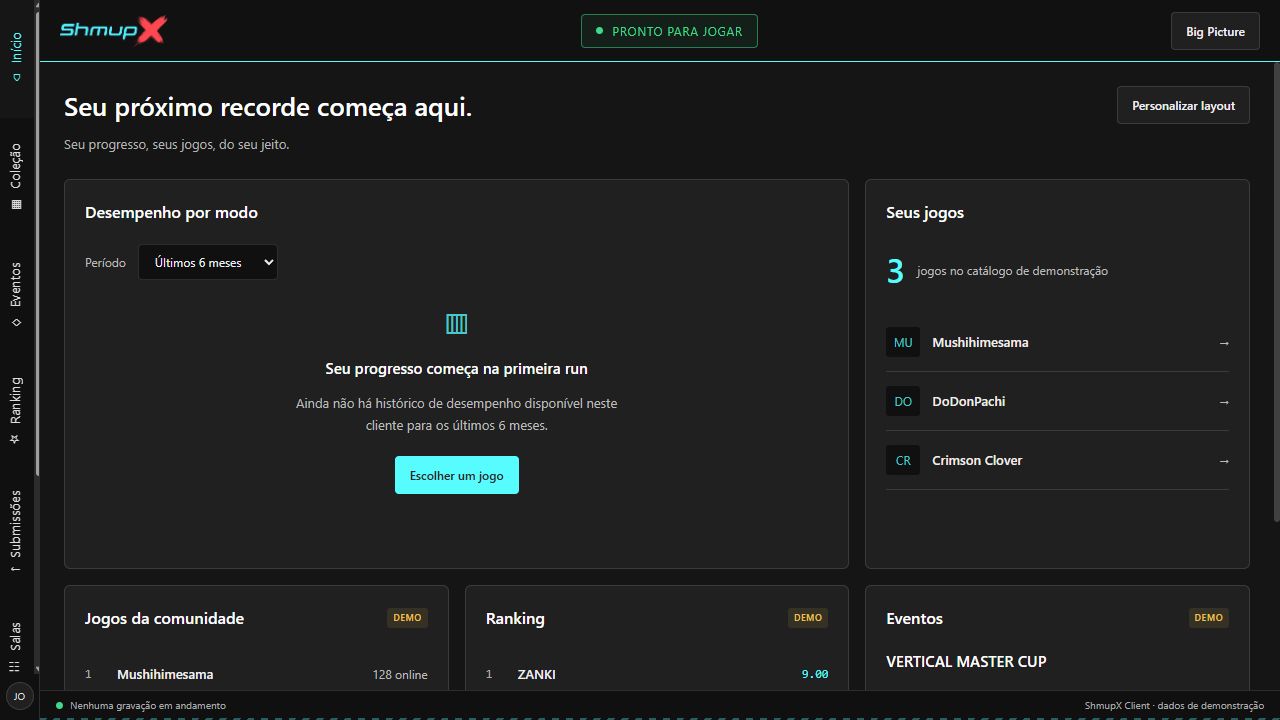 ShmupX
PRONTO PARA JOGAR
Big Picture
Início
Coleção
Eventos
Ranking
Submissões
Salas
JO
Seu próximo recorde começa aqui.
Seu progresso, seus jogos, do seu jeito.
Personalizar layout
Desempenho por modo
Período
Últimos 6 meses
Seu progresso começa na primeira run
Ainda não há histórico de desempenho disponível neste
cliente para os últimos 6 meses.
Escolher um jogo
Seus jogos
3 jogos no catálogo de demonstração
MU Mushihimesama →
DO DoDonPachi →
CR Crimson Clover →
Jogos da comunidade DEMO
1 Mushihimesama 128 online
Ranking DEMO
1 ZANKI 9.00
Eventos DEMO
VERTICAL MASTER CUP
Nenhuma gravação em andamento
ShmupX Client · dados de demonstração